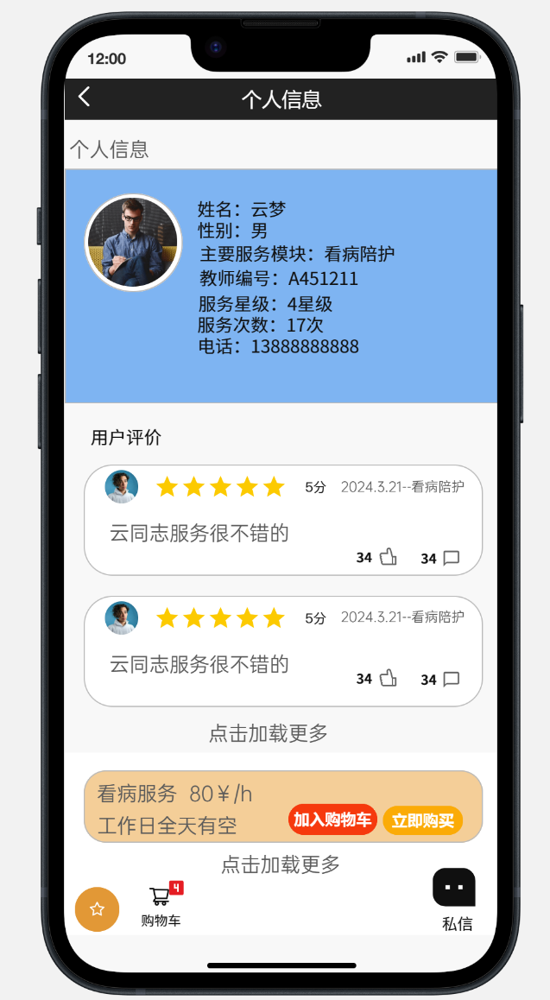 12:00
个人信息
个人信息
姓名：云梦
性别：男
主要服务模块：看病陪护
教师编号：A451211
服务星级：4星级
服务次数：17次
电话：13888888888
用户评价
5分 2024.3.21--看病陪护
云同志服务很不错的
34 34
5分 2024.3.21--看病陪护
云同志服务很不错的
34 34
点击加载更多
看病服务 80￥/h
工作日全天有空 加入购物车 立即购买
点击加载更多
4
购物车 私信